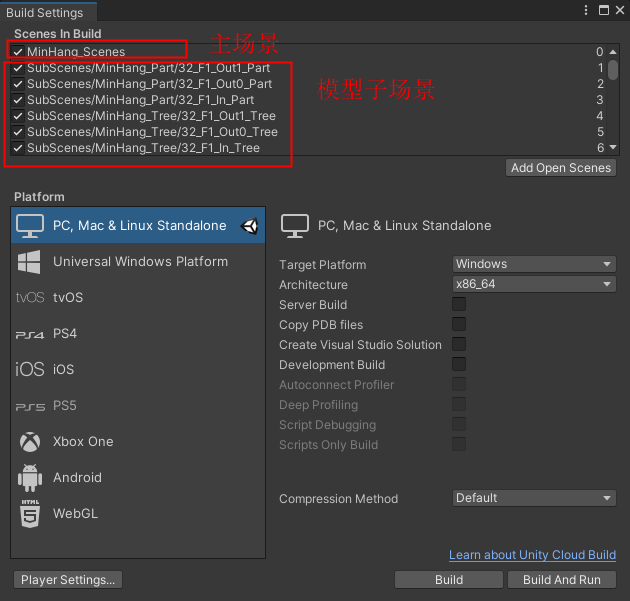 Build Settings
Scenes In Build
MinHang_Scenes 0
主场景
SubScenes/MinHang_Part/32_F1_Out1_Part 1
SubScenes/MinHang_Part/32_F1_Out0_Part 2
模型子场景
SubScenes/MinHang_Part/32_F1_In_Part 3
SubScenes/MinHang_Tree/32_F1_Out1_Tree 4
SubScenes/MinHang_Tree/32_F1_Out0_Tree 5
SubScenes/MinHang_Tree/32_F1_In_Tree 6
Add Open Scenes
Platform
PC, Mac & Linux Standalone
Universal Windows Platform
tvOS tvOS
PS4 PS4
iOS iOS
PS5 PS5
Xbox One
Android
HTML
5
WebGL
PC, Mac & Linux Standalone
Target Platform Windows
Architecture x86_64
Server Build
Copy PDB files
Create Visual Studio Solution
Development Build
Autoconnect Profiler
Deep Profiling
Script Debugging
Scripts Only Build
Compression Method Default
Learn about Unity Cloud Build
Player Settings...
Build
Build And Run